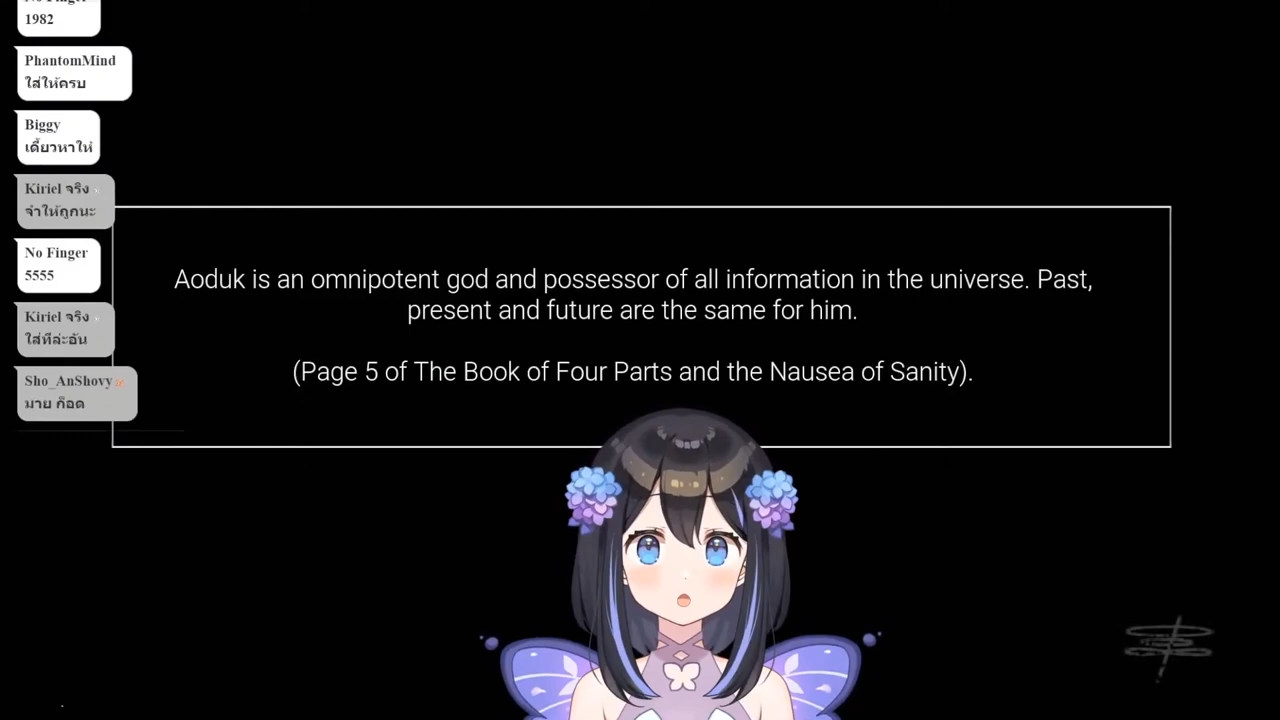 1982
PhantomMind
ใส่ให้ครบ
Biggy
เดี๋ยวหาให้
Kiriel จริง
จำให้ถูกนะ
No Finger
5555
Kiriel จริง
ใส่ทีล่ะอัน
Sho_AnShovy
มาย ก็อด
Aoduk is an omnipotent god and possessor of all information in the universe. Past,
present and future are the same for him.
(Page 5 of The Book of Four Parts and the Nausea of Sanity).